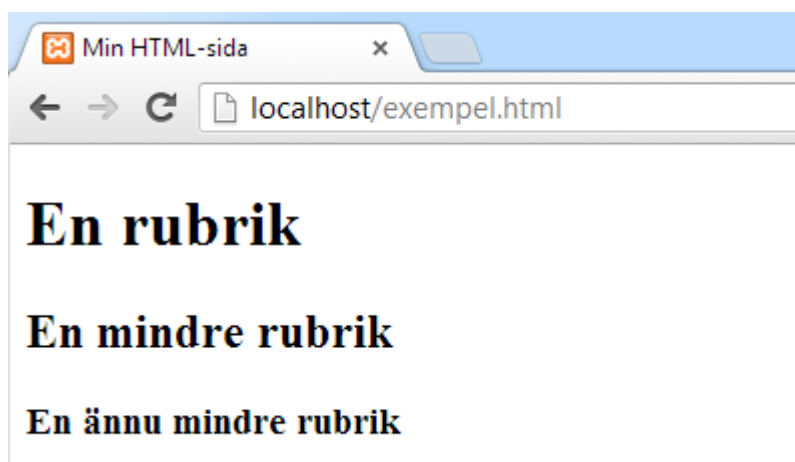 Min HTML-sida
localhost/exempel.html
En rubrik
En mindre rubrik
En ännu mindre rubrik